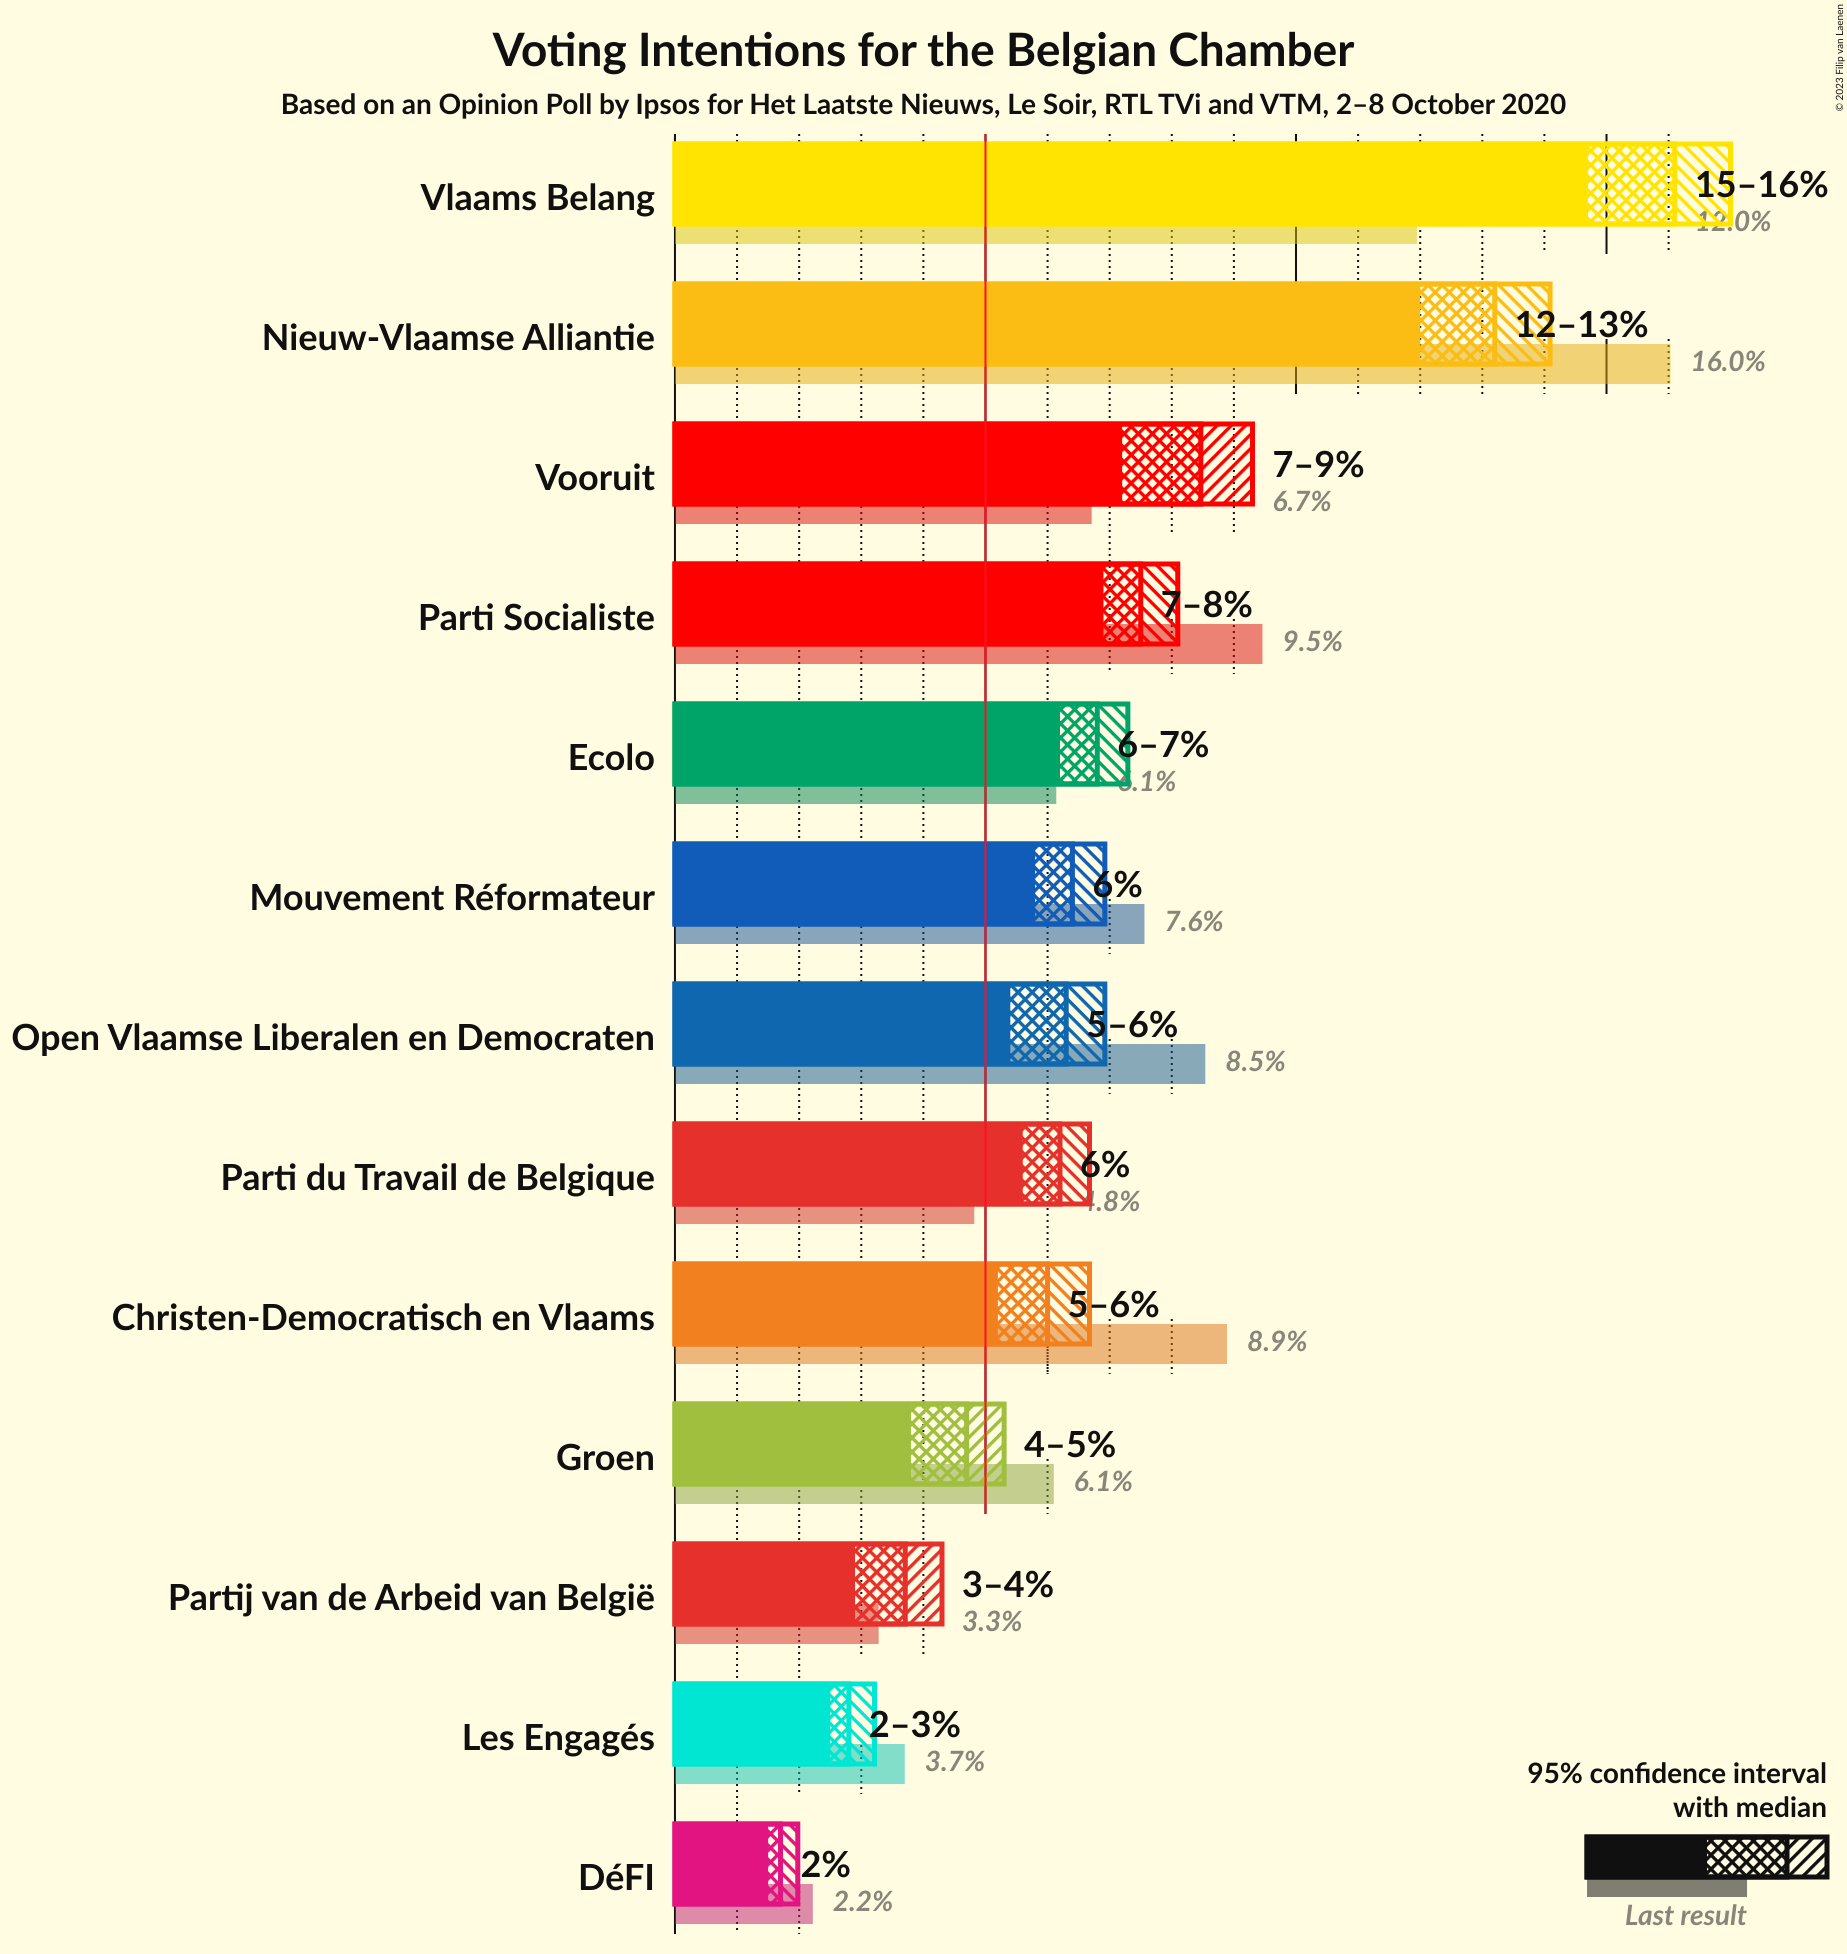 Voting Intentions for the Belgian Chamber
Based on an Opinion Poll by Ipsos for Het Laatste Nieuws, Le Soir, RTL TVi and VTM, 2–8 October 2020
© 2023 Filip van Laenen
Vlaams Belang
15–16%
12.0%
Nieuw-Vlaamse Alliantie
12–13%
16.0%
Vooruit
7–9%
6.7%
Parti Socialiste
7–8%
9.5%
Ecolo
6–7%
6.1%
Mouvement Réformateur
6%
7.6%
Open Vlaamse Liberalen en Democraten
5–6%
8.5%
Parti du Travail de Belgique
6%
4.8%
Christen-Democratisch en Vlaams
5–6%
8.9%
Groen
4–5%
6.1%
Partij van de Arbeid van België
3–4%
3.3%
Les Engagés
2–3%
3.7%
DéFI
2%
2.2%
95% confidence interval
with median
Last result